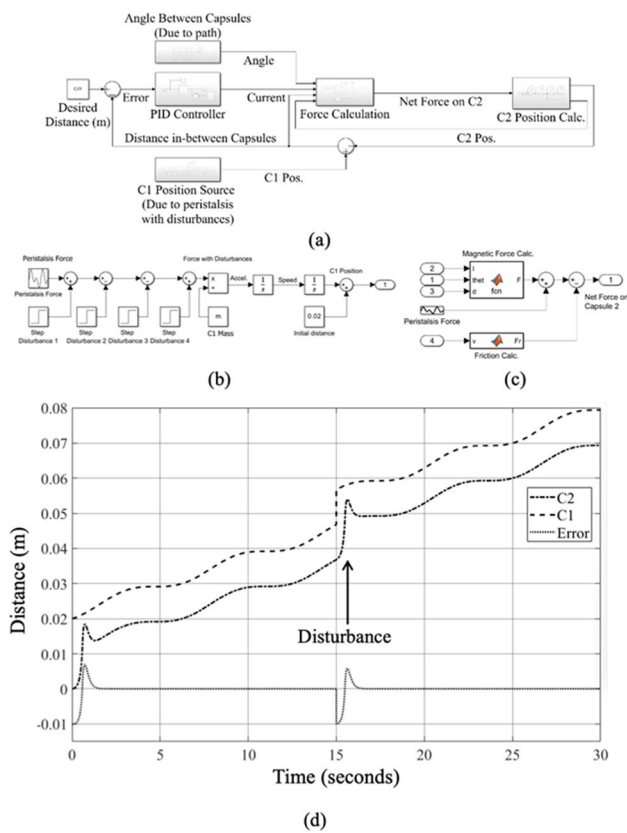 Angle Between Capsules
(Due to path)
Angle
Desired
Distance (m)
Error
PID Controller
Current
Force Calculation
Net Force on C2
C2 Position Calc.
Distance in-between Capsules
C2 Pos.
C1 Position Source
(Due to peristalsis
with disturbances)
C1 Pos.
(a)
Peristalsis Force
Peristalsis Force
Force with Disturbances
Accel.
Speed
C1 Position
1
s
1
s
1
Step
Disturbance 1
Step
Disturbance 2
Step
Disturbance 3
Step
Disturbance 4
m
C1 Mass
0.02
Initial distance
(b)
Magnetic Force Calc.
2
I
1
thet
fcn
F
3
d
1
Net Force on
Capsule 2
Peristalsis Force
4
v
Fr
Friction Calc.
(c)
0.08
0.07
0.06
0.05
0.04
0.03
0.02
0.01
0
-0.01
Distance (m)
C2
C1
Error
Disturbance
0 5 10 15 20 25 30
Time (seconds)
(d)